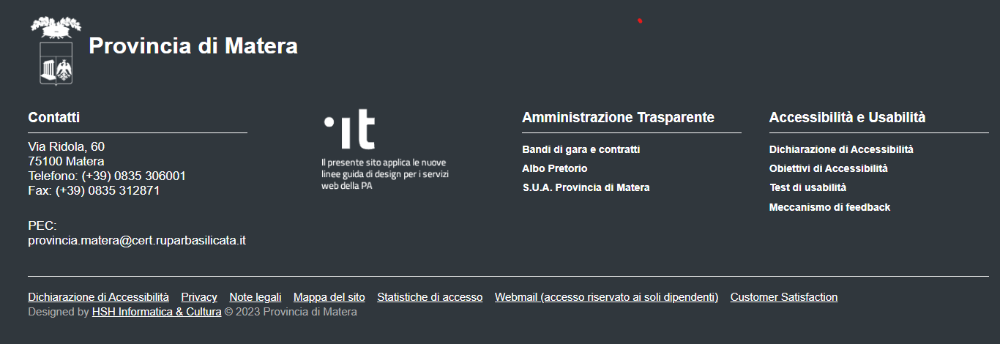 Provincia di Matera
Contatti
Via Ridola, 60
75100 Matera
Telefono: (+39) 0835 306001
Fax: (+39) 0835 312871
PEC:
provincia.matera@cert.ruparbasilicata.it
it
Il presente sito applica le nuove
linee guida di design per i servizi
web della PA
Amministrazione Trasparente
Bandi di gara e contratti
Albo Pretorio
S.U.A. Provincia di Matera
Accessibilità e Usabilità
Dichiarazione di Accessibilità
Obiettivi di Accessibilità
Test di usabilità
Meccanismo di feedback
Dichiarazione di Accessibilità Privacy Note legali Mappa del sito Statistiche di accesso Webmail (accesso riservato ai soli dipendenti) Customer Satisfaction
Designed by HSH Informatica & Cultura © 2023 Provincia di Matera